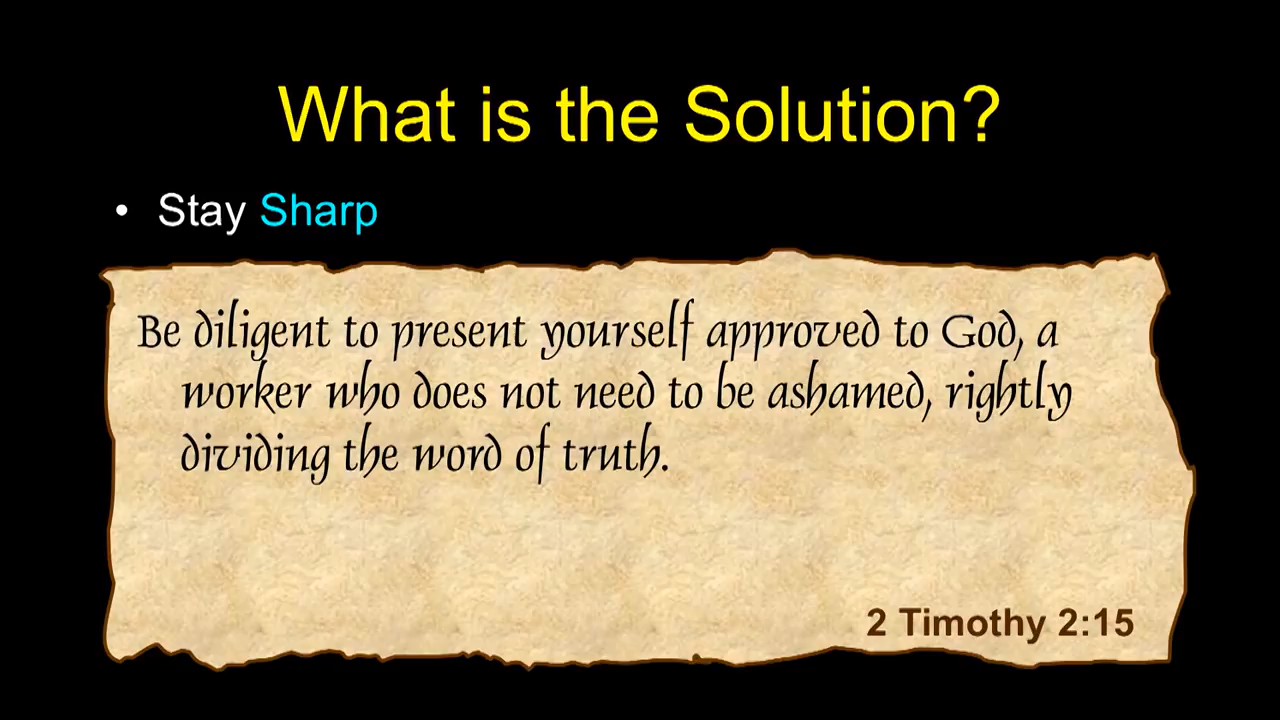 What is the Solution?
• Stay Sharp
Be diligent to present yourself approved to God, a
worker who does not need to be ashamed, rightly
dividing the word of truth.
2 Timothy 2:15